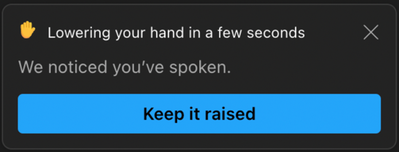 Lowering your hand in a few seconds
We noticed you’ve spoken.
Keep it raised